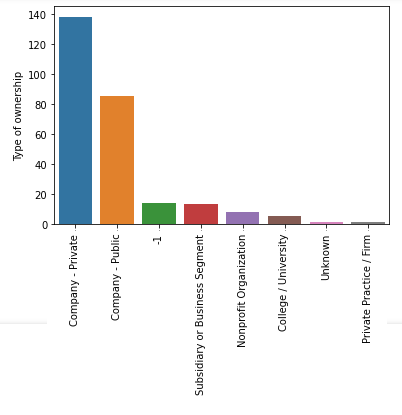 140
120
100
80
60
40
20
0
Type of ownership
Company - Private
Company - Public
-1
Subsidiary or Business Segment
Nonprofit Organization
College / University
Unknown
Private Practice / Firm